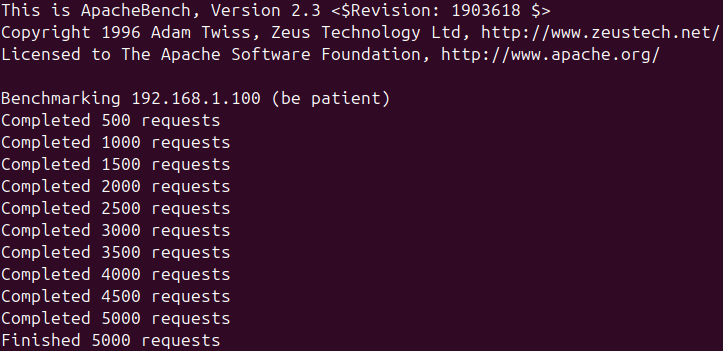 This is ApacheBench, Version 2.3 <$Revision: 1903618 $>
Copyright 1996 Adam Twiss, Zeus Technology Ltd, http://www.zeustech.net/
Licensed to The Apache Software Foundation, http://www.apache.org/

Benchmarking 192.168.1.100 (be patient)
Completed 500 requests
Completed 1000 requests
Completed 1500 requests
Completed 2000 requests
Completed 2500 requests
Completed 3000 requests
Completed 3500 requests
Completed 4000 requests
Completed 4500 requests
Completed 5000 requests
Finished 5000 requests